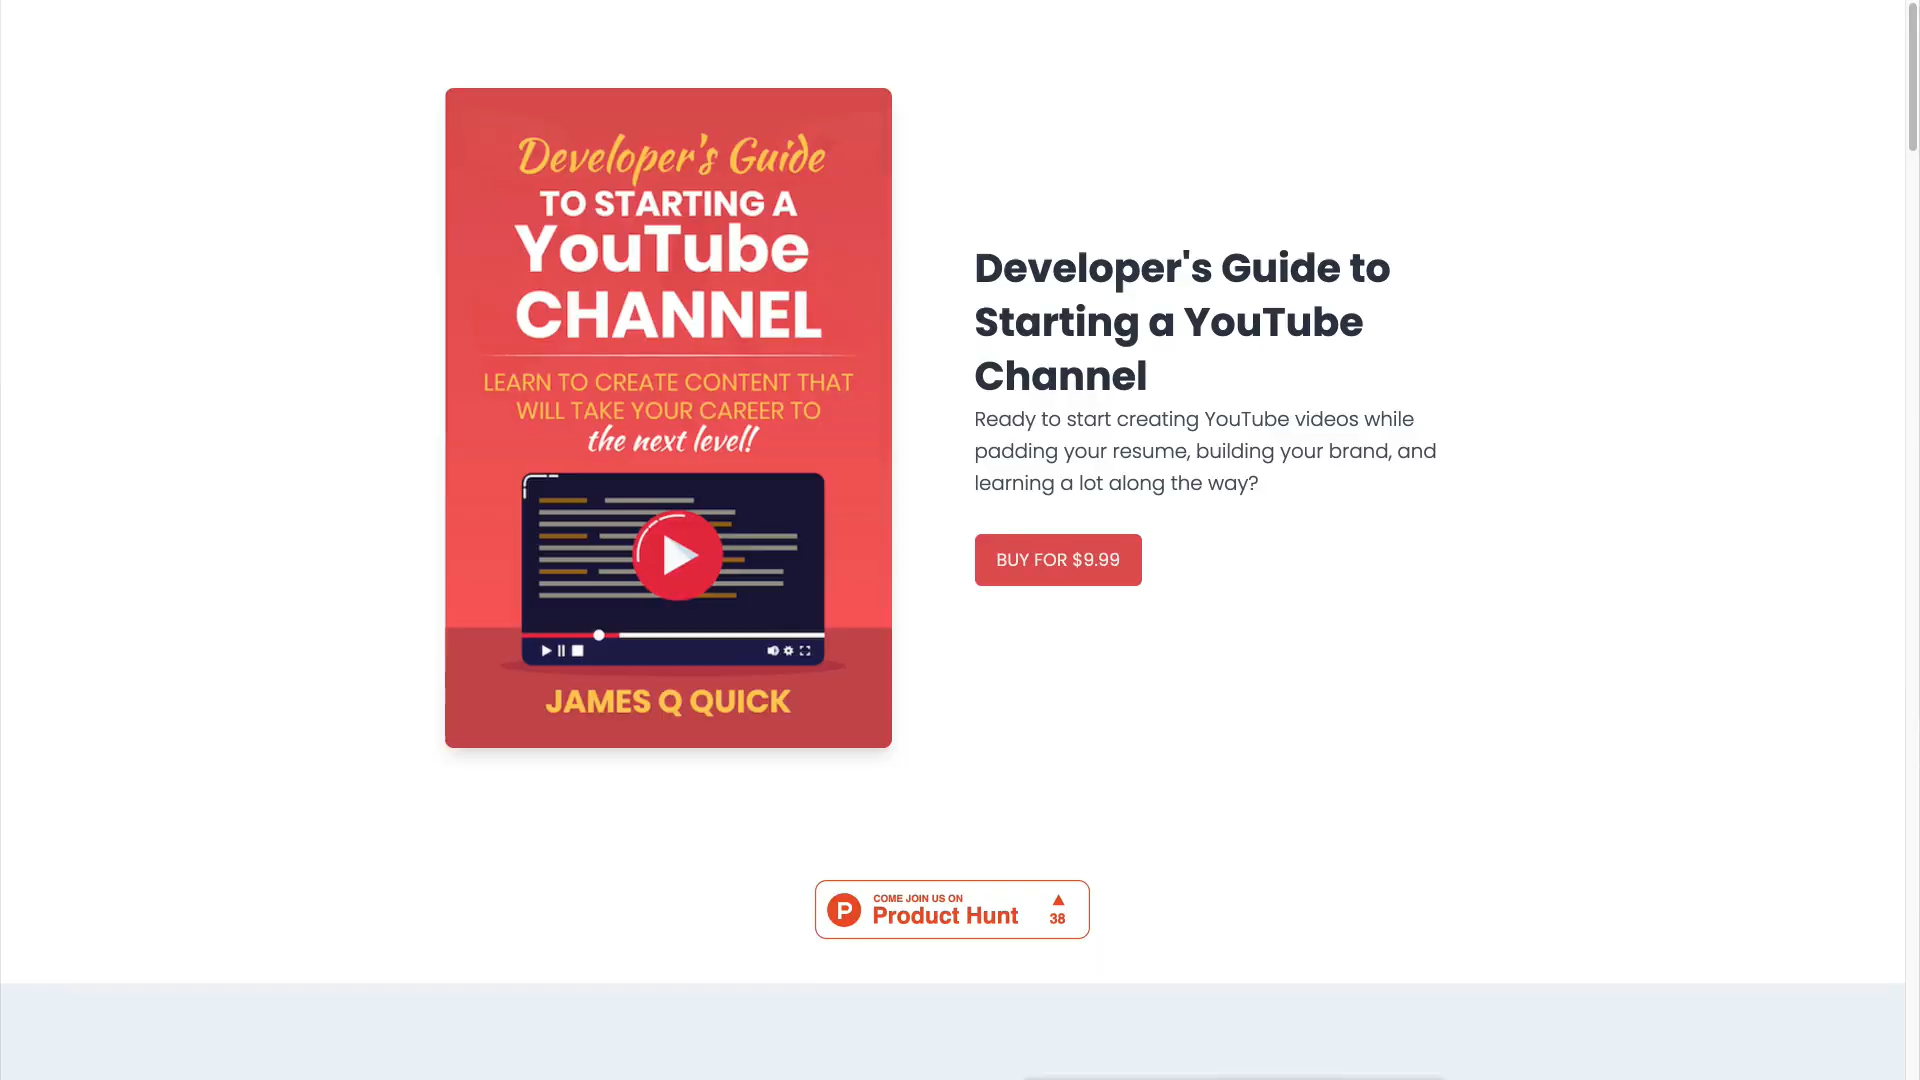 Developer's Guide
TO STARTING A
YouTube
CHANNEL
LEARN TO CREATE CONTENT THAT
WILL TAKE YOUR CAREER TO
the next level!
JAMES Q QUICK
Developer's Guide to
Starting a YouTube
Channel
Ready to start creating YouTube videos while
padding your resume, building your brand, and
learning a lot along the way?
BUY FOR $9.99
P
COME JOIN US ON
Product Hunt
38